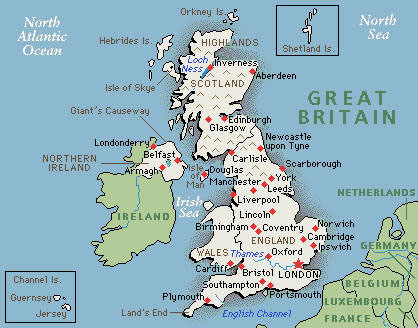 Orkney Is.
North
Atlantic
Ocean
North
Sea
Hebrides Is.
HIGHLANDS
Shetland Is.
Loch
Ness
Inverness
Aberdeen
Isle of Skye
SCOTLAND
Giant's Causeway
GREAT
BRITAIN
Edinburgh
Glasgow
Londonderry
Newcastle
upon Tyne
Belfast
Carlisle
NORTHERN
IRELAND
Armagh
Isle
of
Man
Douglas
Scarborough
Manchester
York
Leeds
NETHERLANDS
Liverpool
Irish
Sea
IRELAND
Lincoln
Norwich
Birmingham
Coventry
Cambridge
ENGLAND
Ipswich
GERMANY
WALES
Thames
Oxford
Cardiff
Bristol
LONDON
Channel Is.
Guernsey
Jersey
Southampton
Portsmouth
BELGIUM
Plymouth
LUXEMBOURG
Land's End
English Channel
FRANCE